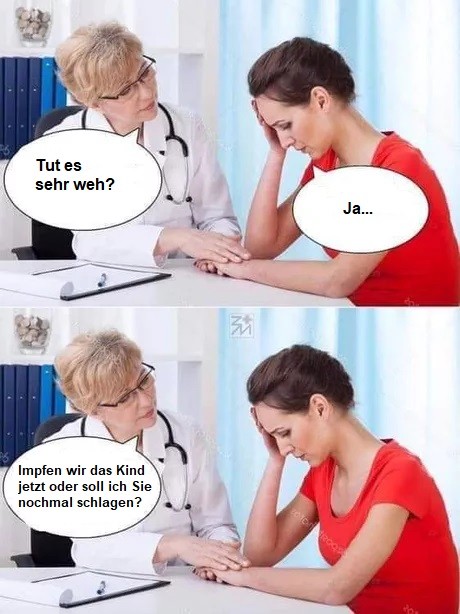 Tut es
sehr weh?
Ja...
Impfen wir das Kind
jetzt oder soll ich Sie
nochmal schlagen?